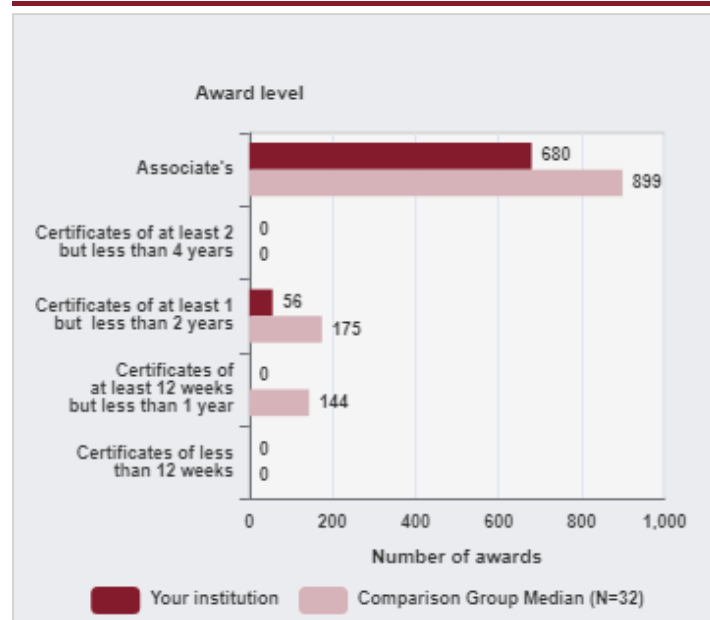 Award level
Associate's
680
899
Certificates of at least 2
but less than 4 years
0
0
Certificates of at least 1
but less than 2 years
56
175
Certificates of
at least 12 weeks
but less than 1 year
0
144
Certificates of less
than 12 weeks
0
0
0 200 400 600 800 1,000
Number of awards
Your institution Comparison Group Median (N=32)